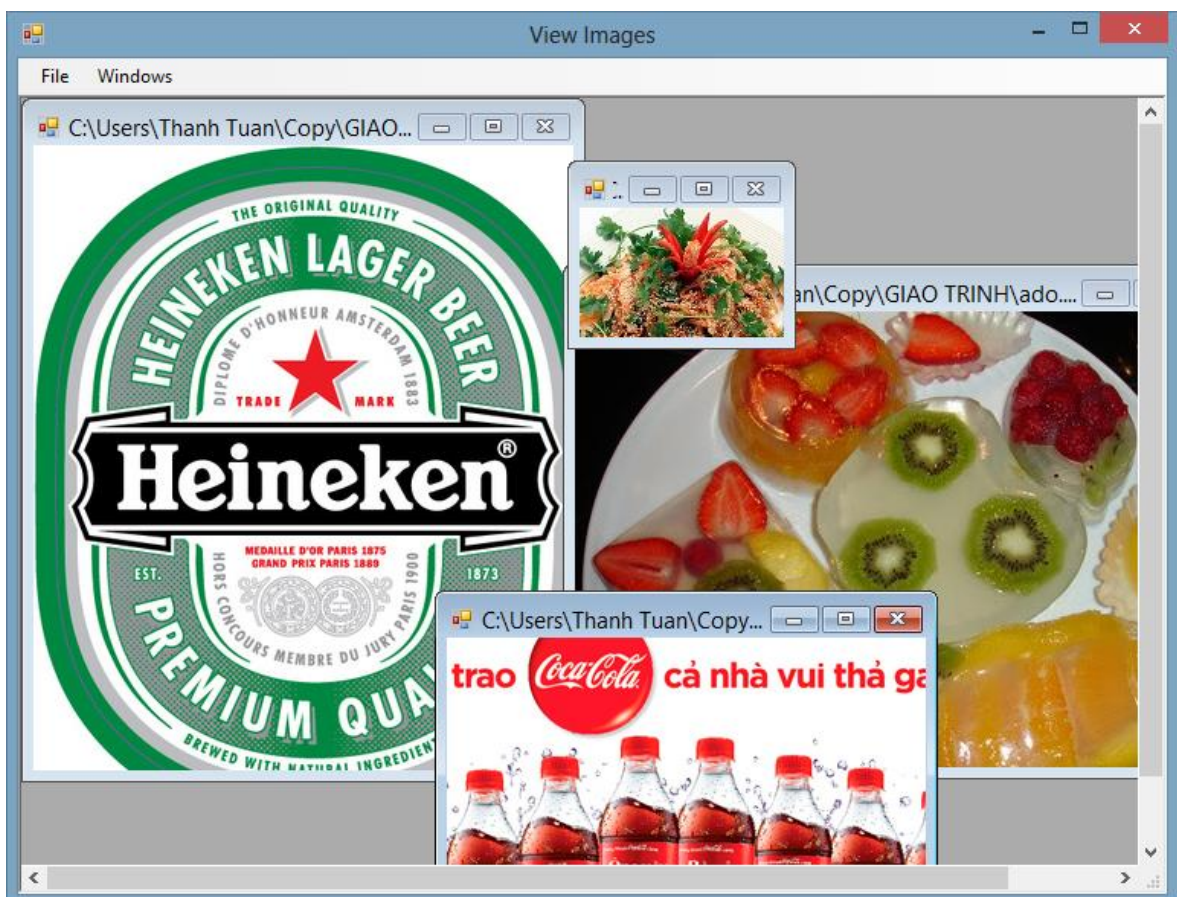 View Images
File Windows
C:\Users\Thanh Tuan\Copy\GIAO...
THE ORIGINAL QUALITY
HEINEKEN LAGER BEER
DIPLOME D'HONNEUR AMSTERDAM 1883
TRADE MARK
Heineken®
MEDAILLE D'OR PARIS 1875
GRAND PRIX PARIS 1889
EST. 1873
HORS CONCOURS MEMBRE DU JURY PARIS 1900
PREMIUM QUA
BREWED WITH NATURAL INGREDIEN
an\Copy\GIAO TRINH\ado....
C:\Users\Thanh Tuan\Copy...
trao Coca-Cola cả nhà vui thả ga